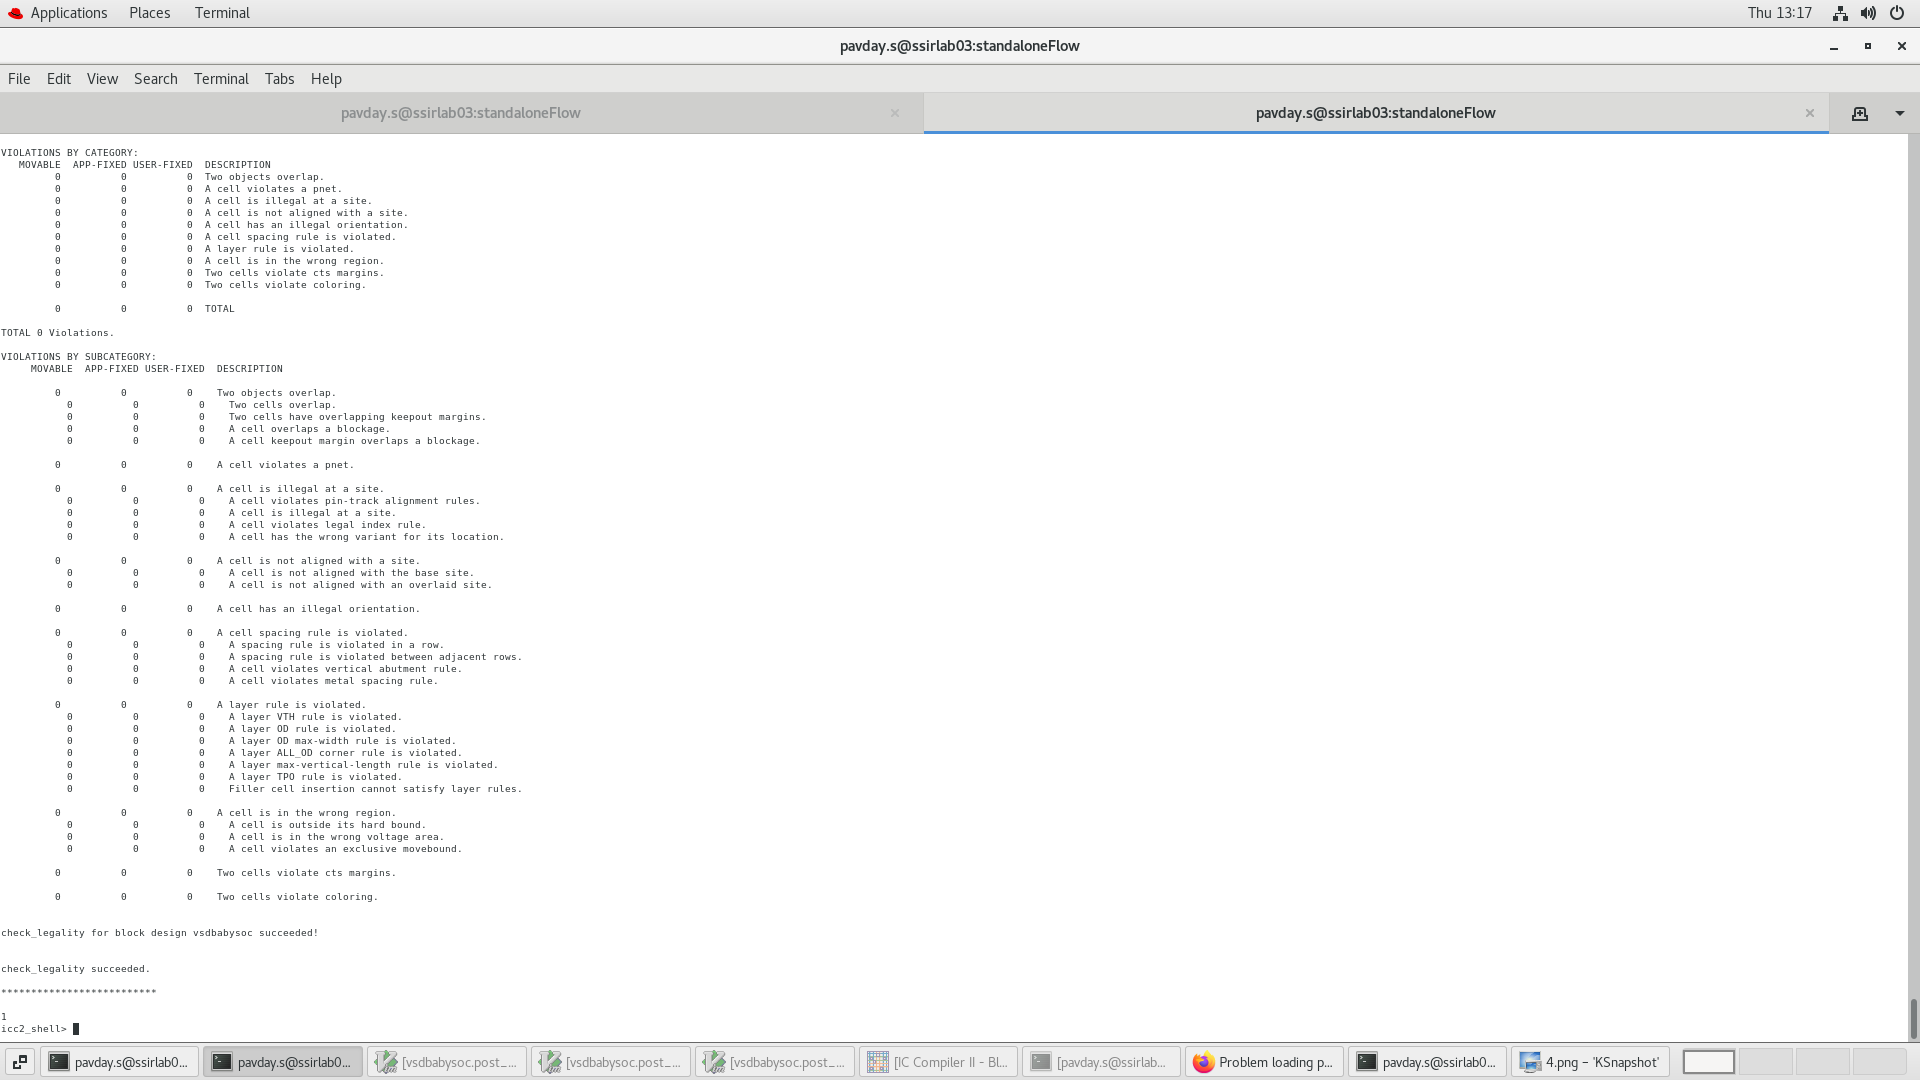 Applications Places Terminal Thu 13:17
pavday.s@ssirlab03:standaloneFlow
File Edit View Search Terminal Tabs Help
pavday.s@ssirlab03:standaloneFlow × pavday.s@ssirlab03:standaloneFlow ×
VIOLATIONS BY CATEGORY:
MOVABLE APP-FIXED USER-FIXED DESCRIPTION
0 0 0 Two objects overlap.
0 0 0 A cell violates a pnet.
0 0 0 A cell is illegal at a site.
0 0 0 A cell is not aligned with a site.
0 0 0 A cell has an illegal orientation.
0 0 0 A cell spacing rule is violated.
0 0 0 A layer rule is violated.
0 0 0 A cell is in the wrong region.
0 0 0 Two cells violate cts margins.
0 0 0 Two cells violate coloring.
0 0 0 TOTAL
TOTAL 0 Violations.
VIOLATIONS BY SUBCATEGORY:
MOVABLE APP-FIXED USER-FIXED DESCRIPTION
0 0 0 Two objects overlap.
0 0 0 Two cells overlap.
0 0 0 Two cells have overlapping keepout margins.
0 0 0 A cell overlaps a blockage.
0 0 0 A cell keepout margin overlaps a blockage.
0 0 0 A cell violates a pnet.
0 0 0 A cell is illegal at a site.
0 0 0 A cell violates pin-track alignment rules.
0 0 0 A cell is illegal at a site.
0 0 0 A cell violates legal index rule.
0 0 0 A cell has the wrong variant for its location.
0 0 0 A cell is not aligned with a site.
0 0 0 A cell is not aligned with the base site.
0 0 0 A cell is not aligned with an overlaid site.
0 0 0 A cell has an illegal orientation.
0 0 0 A cell spacing rule is violated.
0 0 0 A spacing rule is violated in a row.
0 0 0 A spacing rule is violated between adjacent rows.
0 0 0 A cell violates vertical abutment rule.
0 0 0 A cell violates metal spacing rule.
0 0 0 A layer rule is violated.
0 0 0 A layer VTH rule is violated.
0 0 0 A layer OD rule is violated.
0 0 0 A layer OD max-width rule is violated.
0 0 0 A layer ALL_OD corner rule is violated.
0 0 0 A layer max-vertical-length rule is violated.
0 0 0 A layer TPO rule is violated.
0 0 0 Filler cell insertion cannot satisfy layer rules.
0 0 0 A cell is in the wrong region.
0 0 0 A cell is outside its hard bound.
0 0 0 A cell is in the wrong voltage area.
0 0 0 A cell violates an exclusive movebound.
0 0 0 Two cells violate cts margins.
0 0 0 Two cells violate coloring.
check_legality for block design vsdbabysoc succeeded!
check_legality succeeded.
**************************
1
icc2_shell>
pavday.s@ssirlab0... pavday.s@ssirlab0... [vsdbabysoc.post_... [vsdbabysoc.post_... [vsdbabysoc.post_... [IC Compiler II - Bl... [pavday.s@ssirlab... Problem loading p... pavday.s@ssirlab0... 4.png – 'KSnapshot'